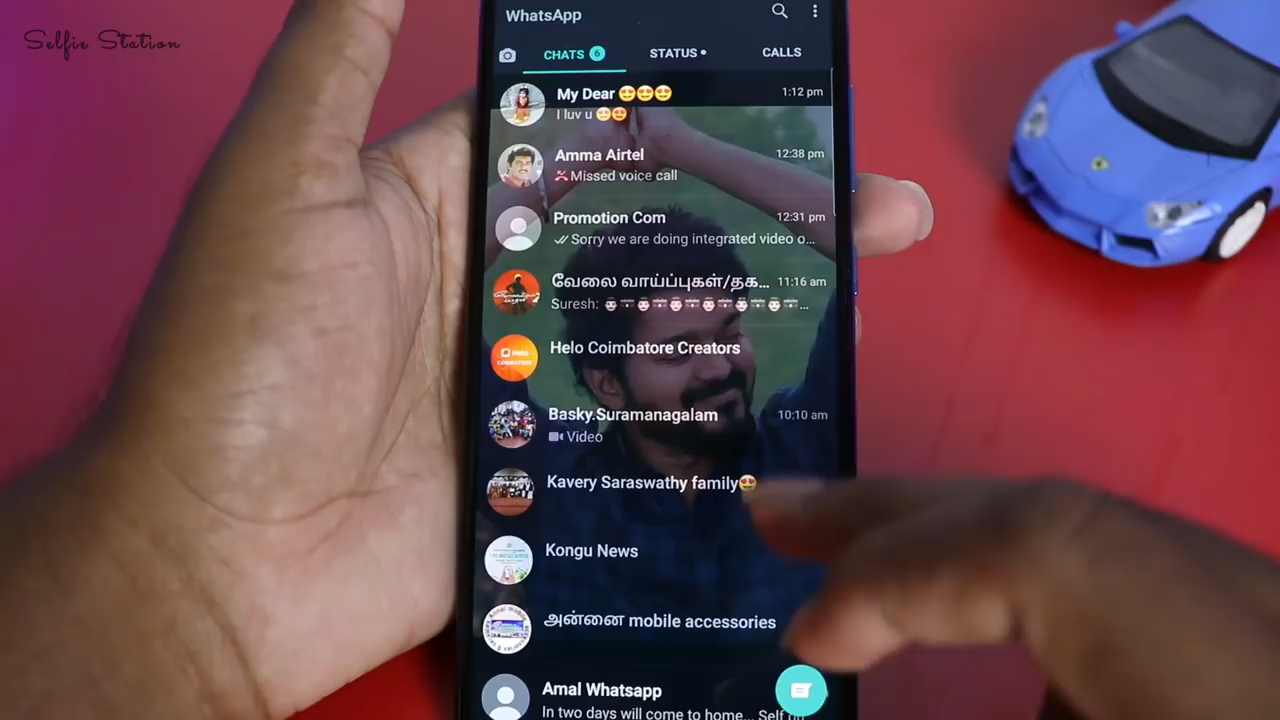 Selfie Station
WhatsApp
CHATS 6
STATUS
CALLS
My Dear 😍😍😍 1:12 pm
I luv u 😍😍
Amma Airtel 12:38 pm
Missed voice call
Promotion Com 12:31 pm
Sorry we are doing integrated video o...
வேலை வாய்ப்புகள்/தக... 11:16 am
Suresh:
Helo Coimbatore Creators
Helo
Basky.Suramanagalam 10:10 am
Video
Kavery Saraswathy family😍
Kongu News
அன்னை mobile accessories
Amal Whatsapp
In two days will come to home... Self